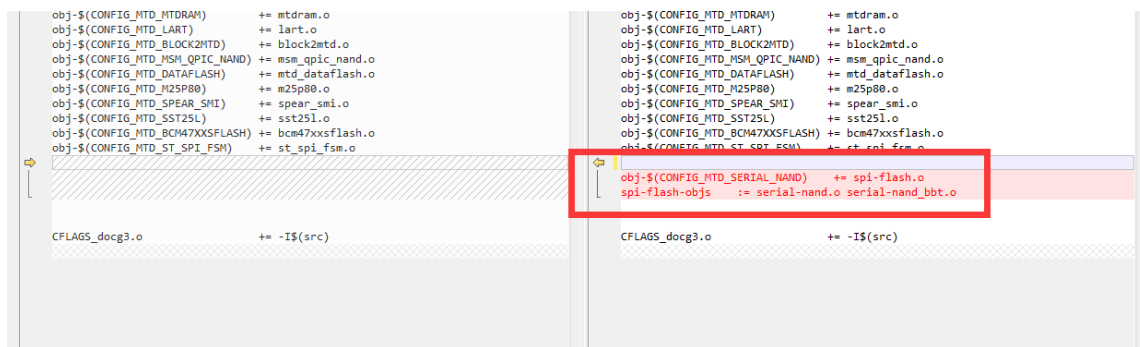 obj-$(CONFIG_MTD_MTDRAM) += mtdram.o
obj-$(CONFIG_MTD_LART) += lart.o
obj-$(CONFIG_MTD_BLOCK2MTD) += block2mtd.o
obj-$(CONFIG_MTD_MSM_QPIC_NAND) += msm_qpic_nand.o
obj-$(CONFIG_MTD_DATAFLASH) += mtd_dataflash.o
obj-$(CONFIG_MTD_M25P80) += m25p80.o
obj-$(CONFIG_MTD_SPEAR_SMI) += spear_smi.o
obj-$(CONFIG_MTD_SST25L) += sst25l.o
obj-$(CONFIG_MTD_BCM47XXSFLASH) += bcm47xxsflash.o
obj-$(CONFIG_MTD_ST_SPI_FSM) += st_spi_fsm.o
CFLAGS_docg3.o += -I$(src)
obj-$(CONFIG_MTD_MTDRAM) += mtdram.o
obj-$(CONFIG_MTD_LART) += lart.o
obj-$(CONFIG_MTD_BLOCK2MTD) += block2mtd.o
obj-$(CONFIG_MTD_MSM_QPIC_NAND) += msm_qpic_nand.o
obj-$(CONFIG_MTD_DATAFLASH) += mtd_dataflash.o
obj-$(CONFIG_MTD_M25P80) += m25p80.o
obj-$(CONFIG_MTD_SPEAR_SMI) += spear_smi.o
obj-$(CONFIG_MTD_SST25L) += sst25l.o
obj-$(CONFIG_MTD_BCM47XXSFLASH) += bcm47xxsflash.o
obj-$(CONFIG_MTD_ST_SPI_FSM) += st_spi_fsm.o
obj-$(CONFIG_MTD_SERIAL_NAND) += spi-flash.o
spi-flash-objs := serial-nand.o serial-nand_bbt.o
CFLAGS_docg3.o += -I$(src)